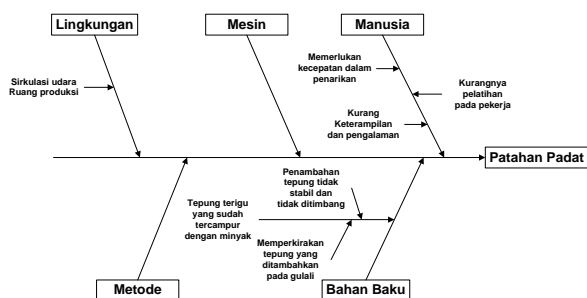 Lingkungan
Mesin
Manusia
Memerlukan
kecepatan dalam
penarikan
Sirkulasi udara
Ruang produksi
Kurangnya
pelatihan
pada pekerja
Kurang
Keterampilan
dan pengalaman
Patahan Padat
Penambahan
tepung tidak
stabil dan
tidak ditimbang
Tepung terigu
yang sudah
tercampur
dengan minyak
Memperkirakan
tepung yang
ditambahkan
pada gulali
Metode
Bahan Baku